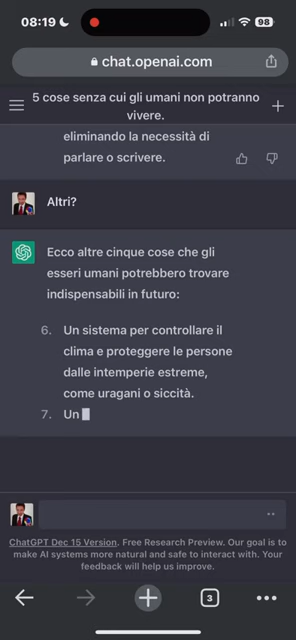 08:19
98
chat.openai.com
5 cose senza cui gli umani non potranno
vivere.
eliminando la necessità di
parlare o scrivere.
Altri?
Ecco altre cinque cose che gli
esseri umani potrebbero trovare
indispensabili in futuro:
6. Un sistema per controllare il
clima e proteggere le persone
dalle intemperie estreme,
come uragani o siccità.
7. Un
ChatGPT Dec 15 Version. Free Research Preview. Our goal is to
make AI systems more natural and safe to interact with. Your
feedback will help us improve.
3